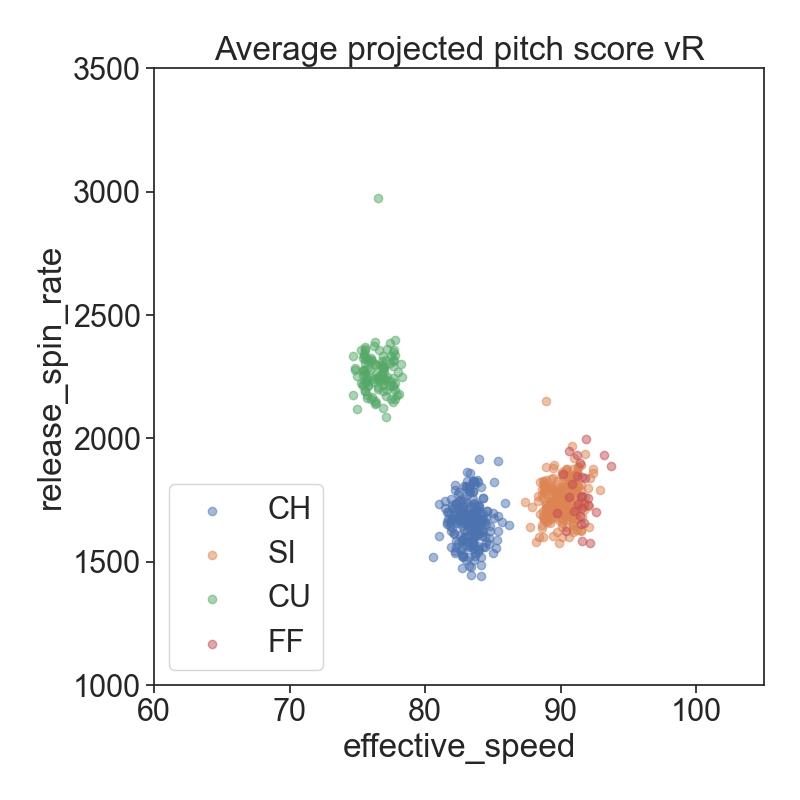 Average projected pitch score vR
3500
3000
2500
2000
1500
1000
release_spin_rate
CH
SI
CU
FF
60 70 80 90 100
effective_speed